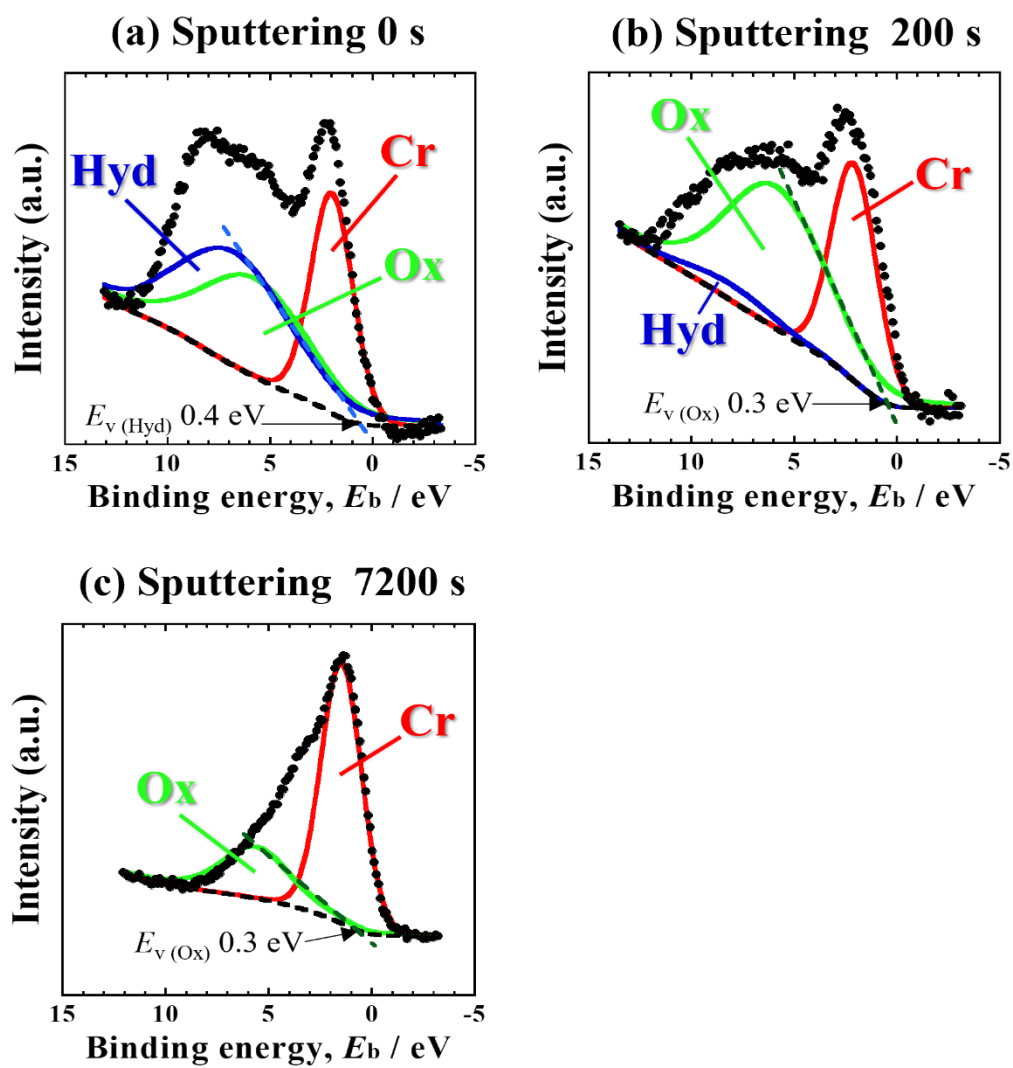 (a) Sputtering 0 s
Intensity (a.u.)
Hyd
Cr
Ox
Ev (Hyd) 0.4 eV
15 10 5 0 -5
Binding energy, Eb / eV
(b) Sputtering 200 s
Intensity (a.u.)
Ox
Cr
Hyd
Ev (Ox) 0.3 eV
15 10 5 0 -5
Binding energy, Eb / eV
(c) Sputtering 7200 s
Intensity (a.u.)
Cr
Ox
Ev (Ox) 0.3 eV
15 10 5 0 -5
Binding energy, Eb / eV